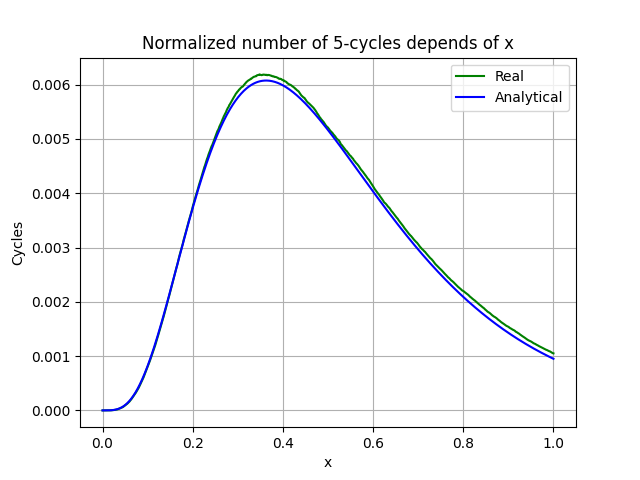 Normalized number of 5-cycles depends of x
Real
Analytical
0.006
0.005
0.004
0.003
0.002
0.001
0.000
Cycles
0.0 0.2 0.4 0.6 0.8 1.0
x